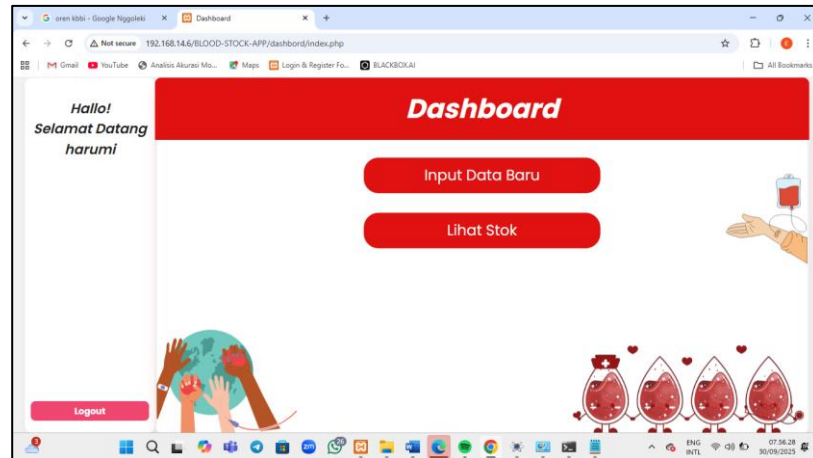 oren kbbi - Google Nggoleki
Dashboard
Not secure 192.168.14.6/BLOOD-STOCK-APP/dashbord/index.php
Gmail YouTube Analisis Akurasi Mo... Maps Login & Register Fo... BLACKBOX.AI All Bookmarks
Hallo!
Selamat Datang
harumi
Dashboard
Input Data Baru
Lihat Stok
Logout
ENG
INTL
07.56.28
30/09/2025